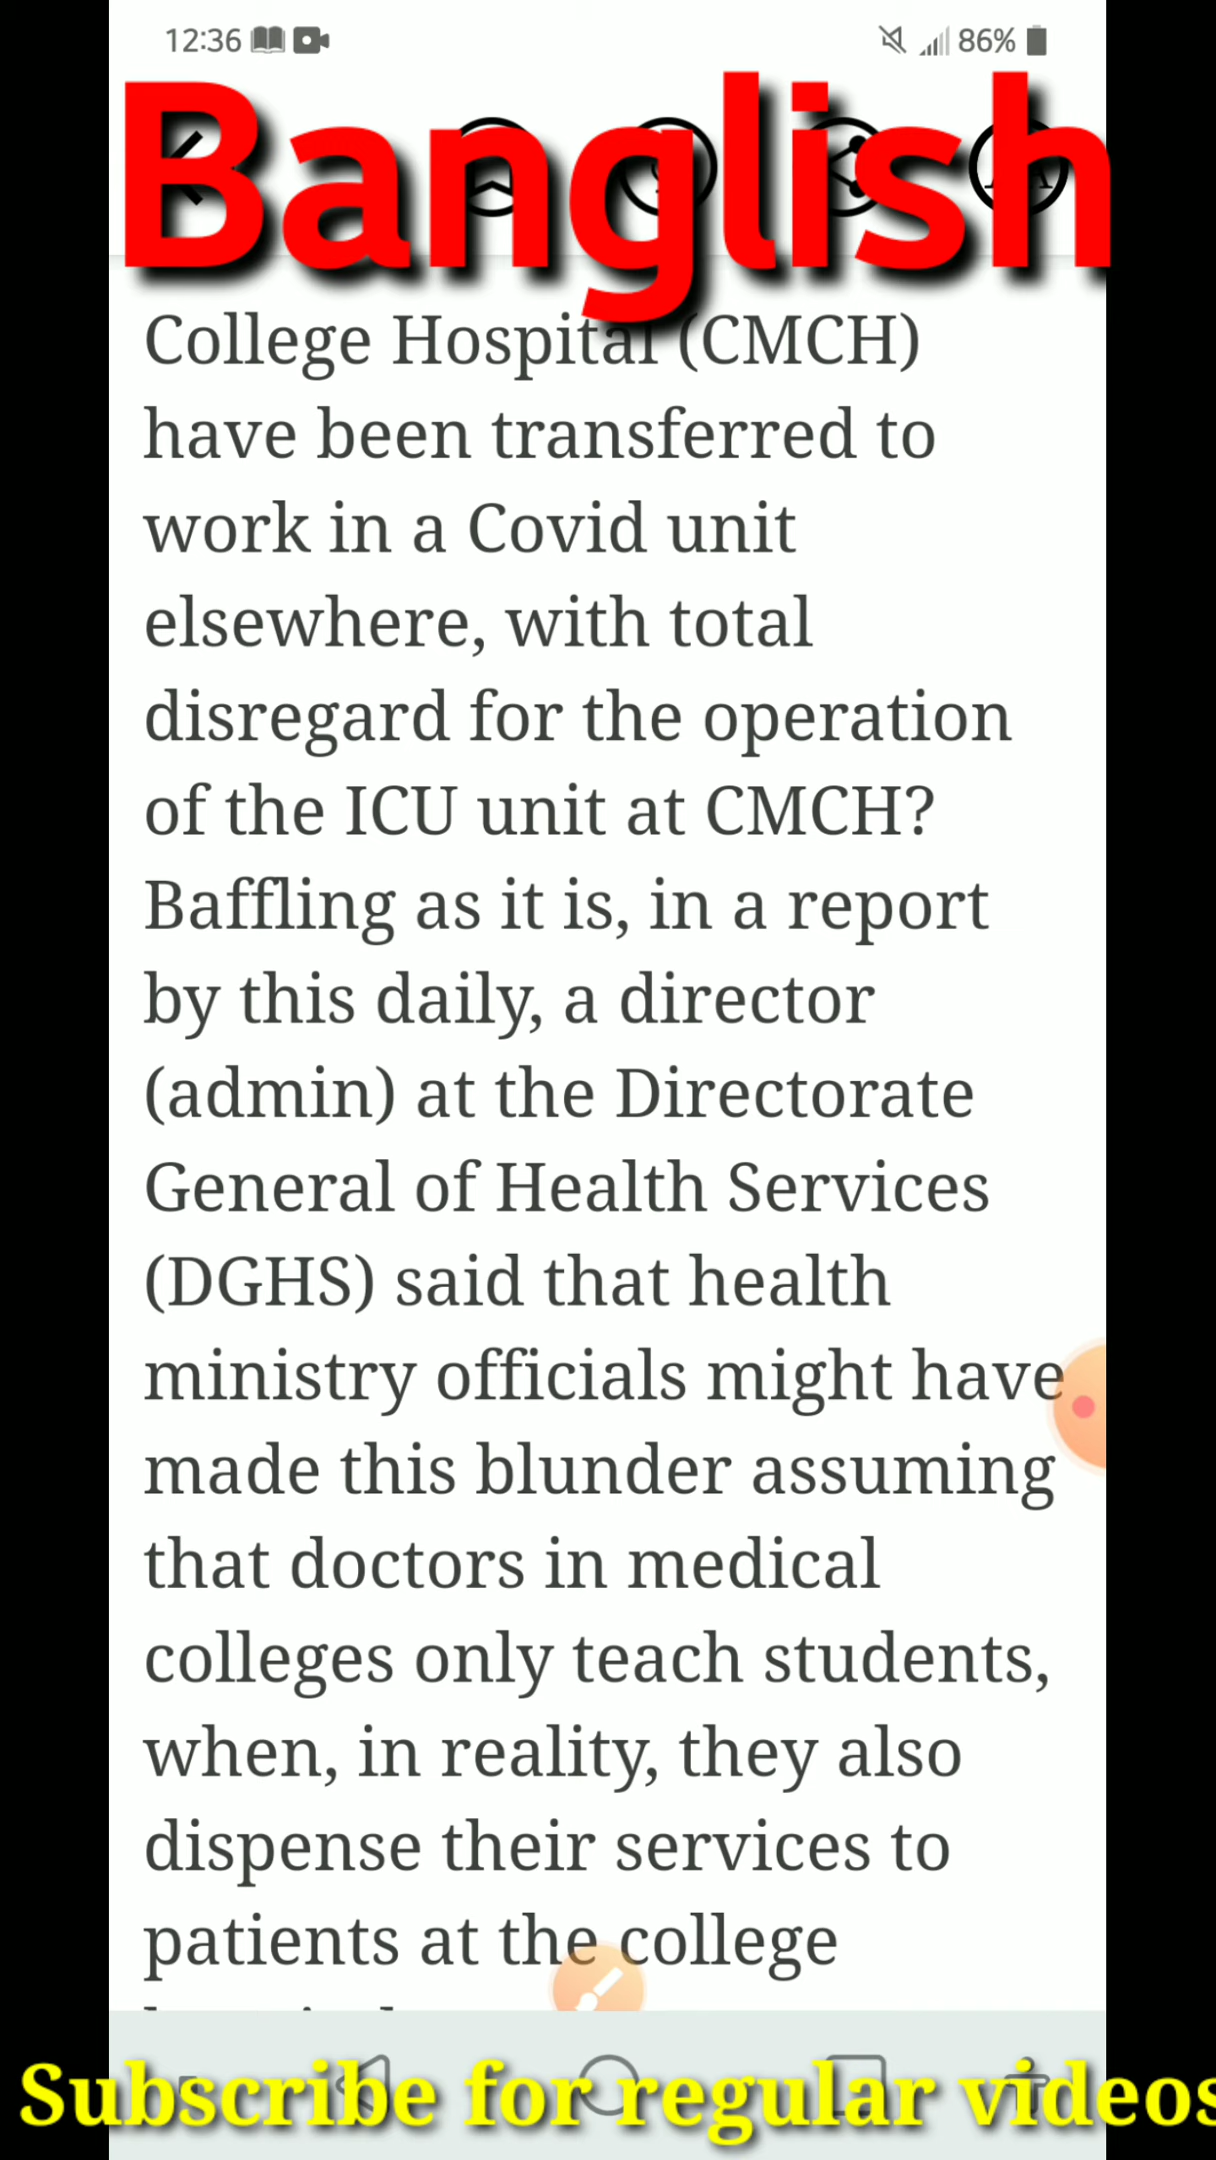 12:36
86%
Banglish
College Hospital (CMCH)
have been transferred to
work in a Covid unit
elsewhere, with total
disregard for the operation
of the ICU unit at CMCH?
Baffling as it is, in a report
by this daily, a director
(admin) at the Directorate
General of Health Services
(DGHS) said that health
ministry officials might have
made this blunder assuming
that doctors in medical
colleges only teach students,
when, in reality, they also
dispense their services to
patients at the college
Subscribe for regular videos